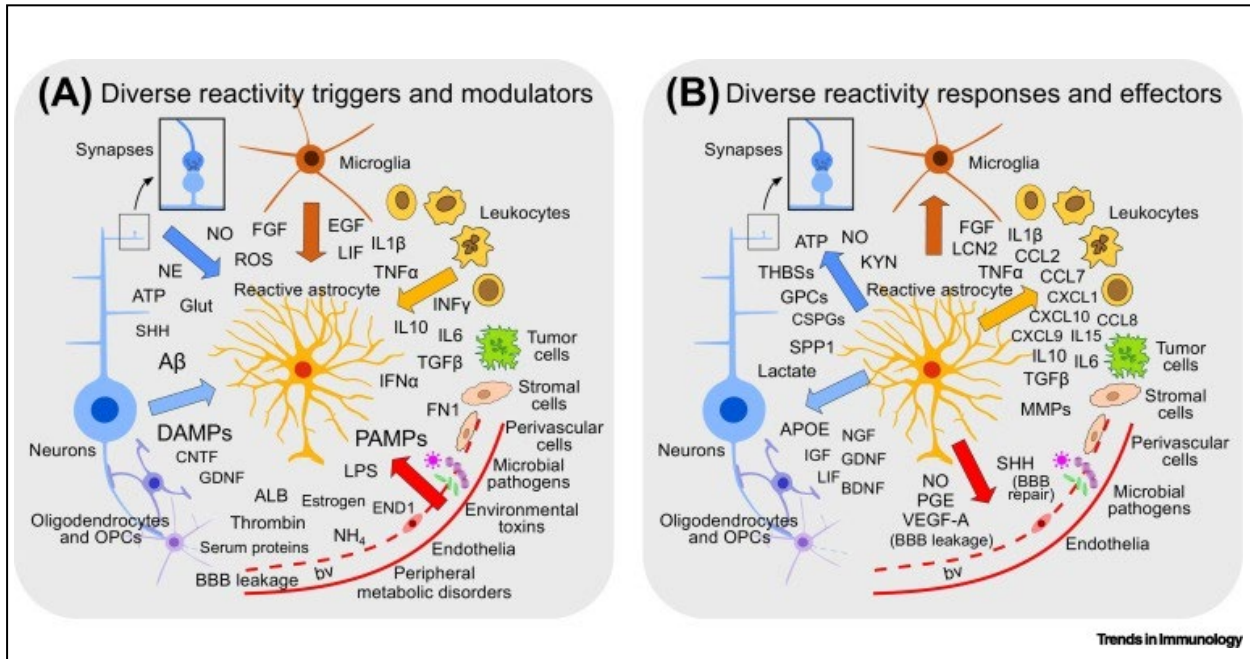 (A) Diverse reactivity triggers and modulators
Synapses
Microglia
Leukocytes
NO
FGF
EGF
LIF
IL1β
ROS
TNFα
NE
Reactive astrocyte
ATP
Glut
INFγ
SHH
IL10
IL6
Tumor
cells
Aβ
TGFβ
IFNα
Stromal
cells
FN1
DAMPs
PAMPs
Perivascular
cells
Neurons
CNTF
GDNF
LPS
Microbial
pathogens
ALB
Estrogen
END1
Environmental
toxins
Oligodendrocytes
and OPCs
Thrombin
NH4
Serum proteins
Endothelia
BBB leakage
bv
Peripheral
metabolic disorders
(B) Diverse reactivity responses and effectors
Synapses
Microglia
Leukocytes
ATP
NO
FGF
LCN2
IL1β
CCL2
KYN
THBSs
TNFα
CCL7
Reactive astrocyte
GPCs
CXCL1
CSPGs
CXCL10
CCL8
CXCL9
IL15
SPP1
IL10
IL6
Tumor
cells
Lactate
TGFβ
Stromal
cells
MMPs
APOE
NGF
Perivascular
cells
Neurons
IGF
GDNF
LIF
BDNF
SHH
(BBB
repair)
NO
PGE
VEGF-A
(BBB leakage)
Microbial
pathogens
Oligodendrocytes
and OPCs
Endothelia
bv
Trends in Immunology